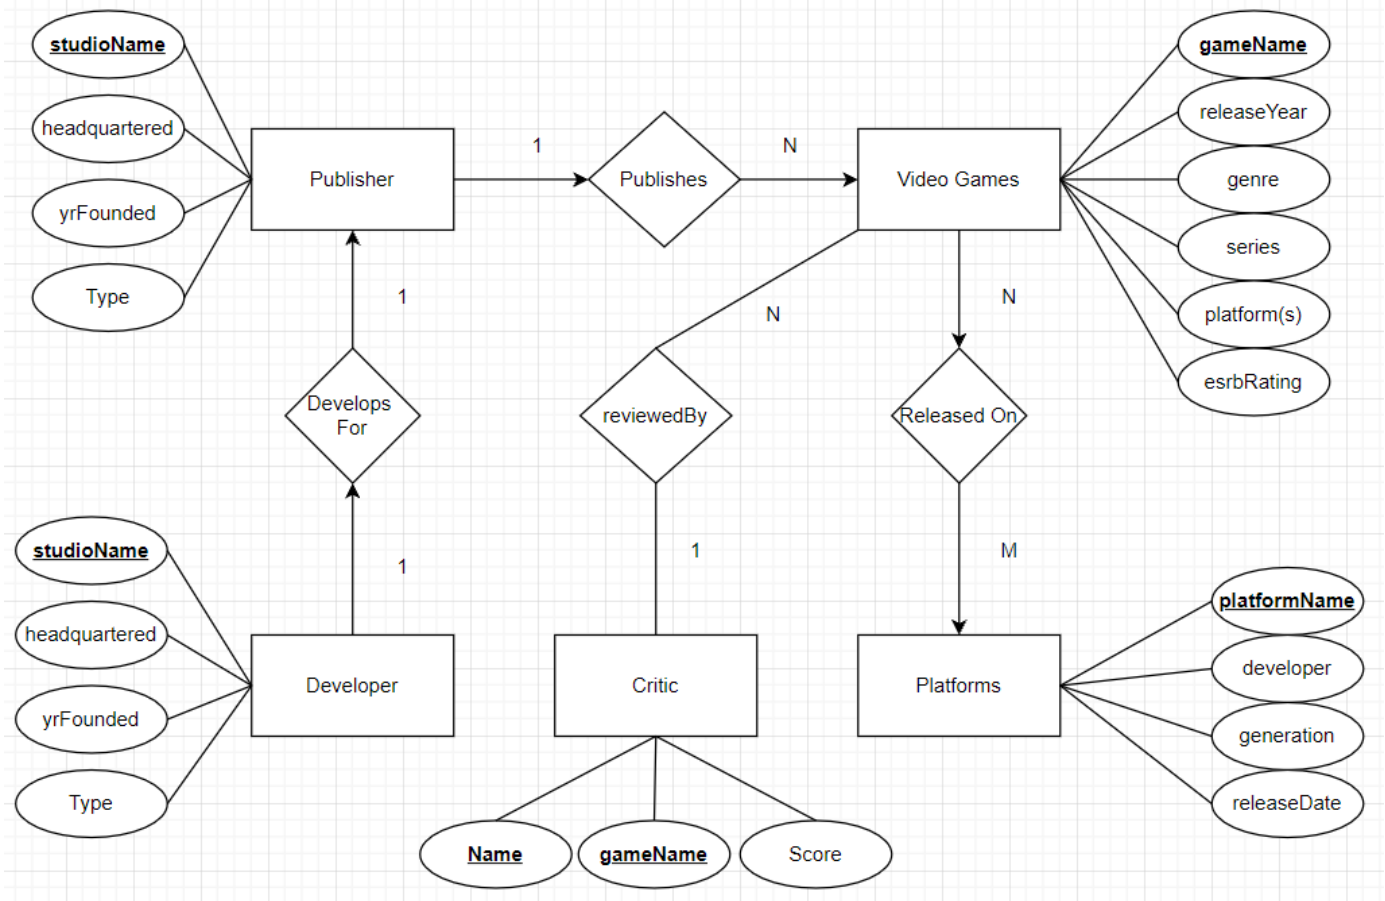 studioName
headquartered
yrFounded
Type
Publisher
1
Publishes
N
Video Games
gameName
releaseYear
genre
series
platform(s)
esrbRating
1
Develops
For
1
N
reviewedBy
1
N
Released On
M
studioName
headquartered
yrFounded
Type
Developer
Critic
Name
gameName
Score
Platforms
platformName
developer
generation
releaseDate